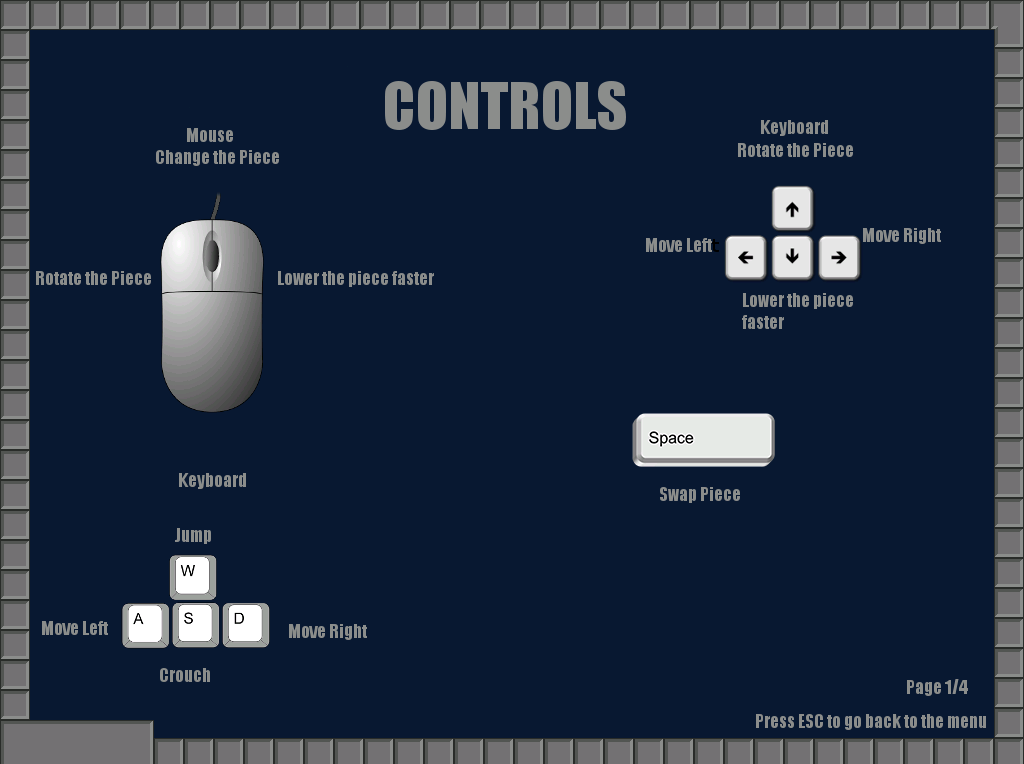 CONTROLS
Mouse
Change the Piece
Rotate the Piece
Lower the piece faster
Keyboard
Rotate the Piece
Move Left
Move Right
Lower the piece
faster
Space
Swap Piece
Keyboard
Jump
W
A
S
D
Move Left
Move Right
Crouch
Page 1/4
Press ESC to go back to the menu